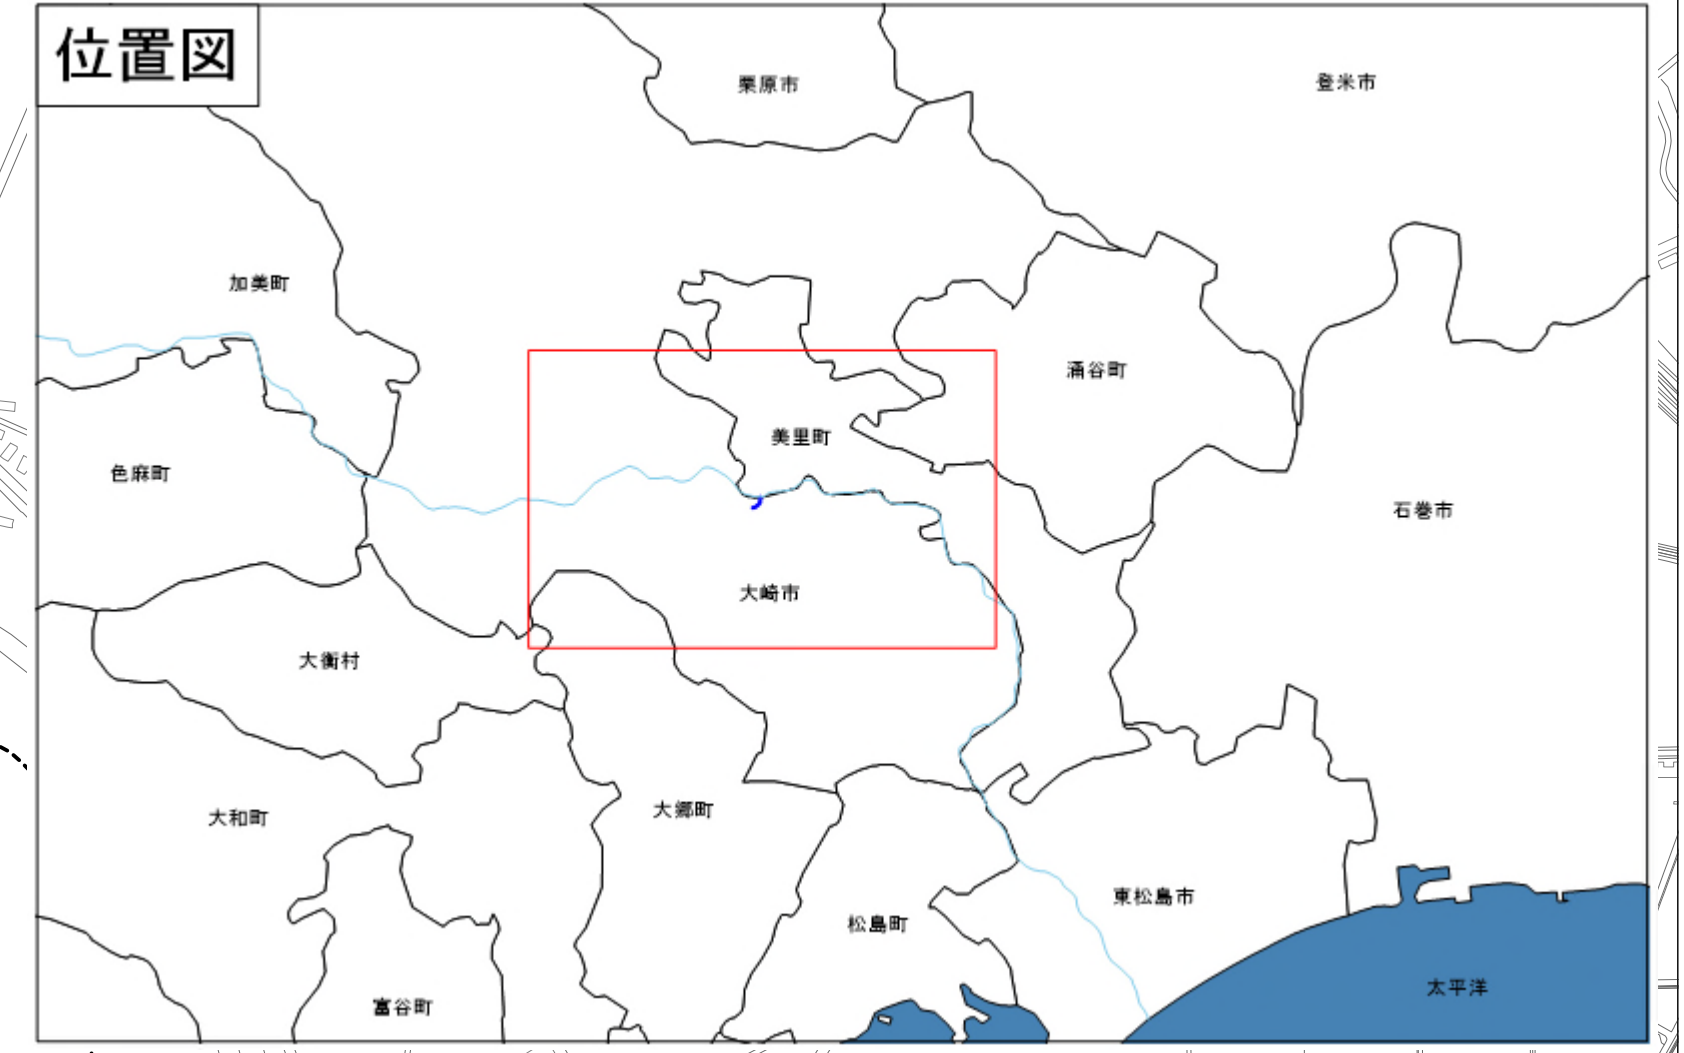 位置図
栗原市
登米市
加美町
涌谷町
美里町
色麻町
石巻市
大崎市
大衡村
大郷町
大和町
東松島市
松島町
太平洋
富谷町